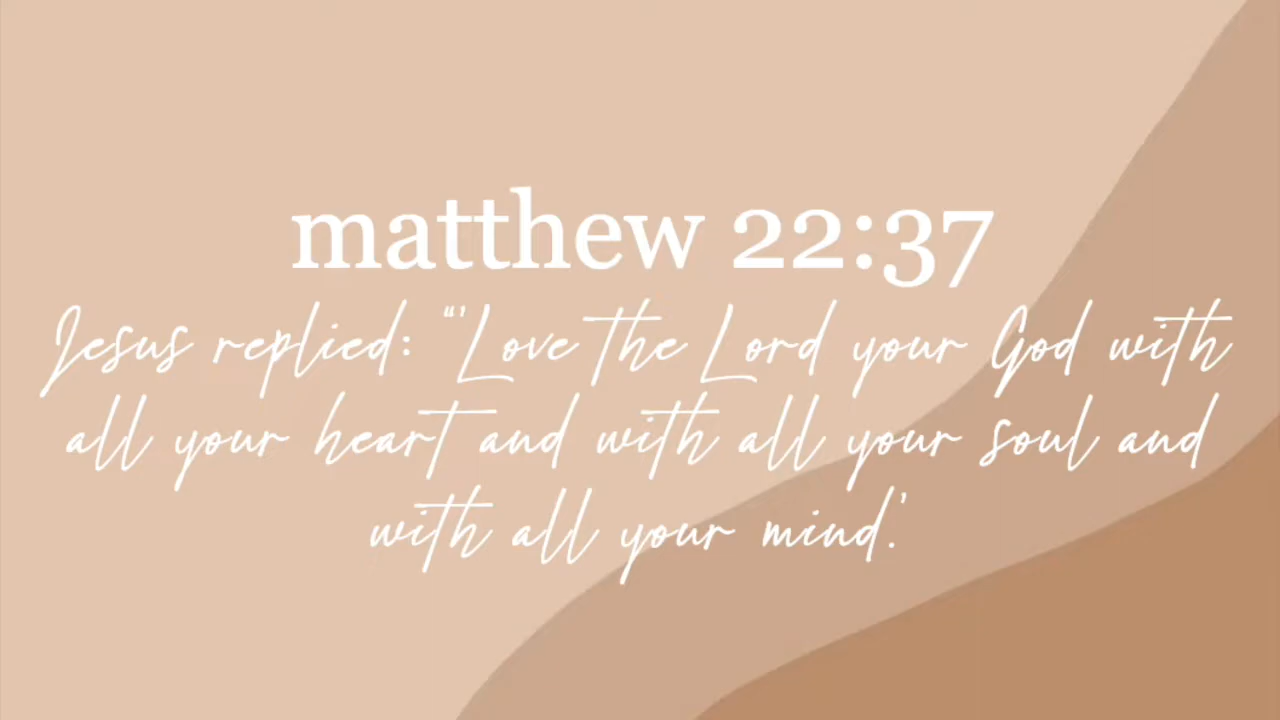 matthew 22:37
Jesus replied: “‘Love the Lord your God with
all your heart and with all your soul and
with all your mind.’